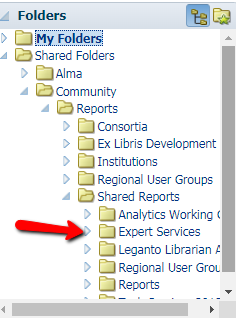 Folders
My Folders
Shared Folders
Alma
Community
Reports
Consortia
Ex Libris Development
Institutions
Regional User Groups
Shared Reports
Analytics Working
Expert Services
Leganto Librarian A
Regional User Grou
Reports